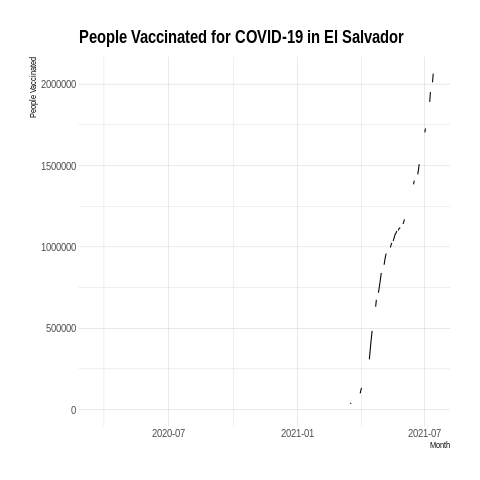 People Vaccinated for COVID-19 in El Salvador
People Vaccinated
2000000
1500000
1000000
500000
0
2020-07
2021-01
2021-07
Month